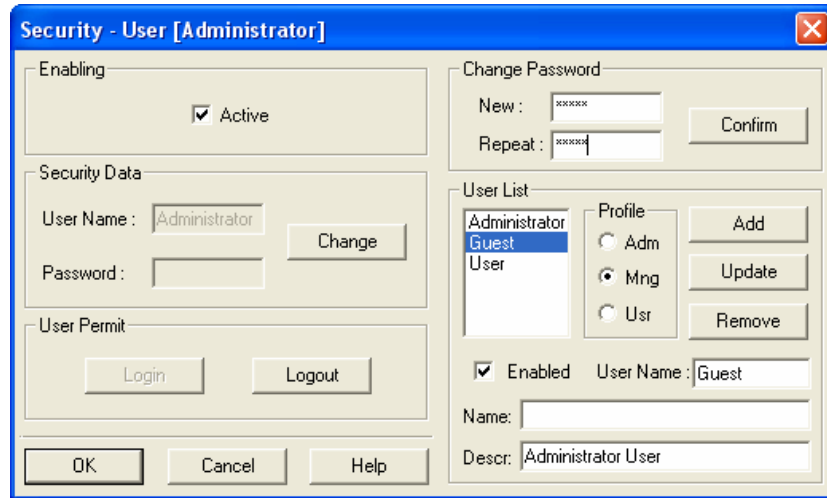 Security - User [Administrator]
Enabling
Active
Security Data
User Name :
Administrator
Change
Password :
User Permit
Login
Logout
OK
Cancel
Help
Change Password
New :
*****
Repeat :
*****
Confirm
User List
Administrator
Guest
User
Profile
Adm
Mng
Usr
Add
Update
Remove
Enabled
User Name :
Guest
Name:
Descr:
Administrator User